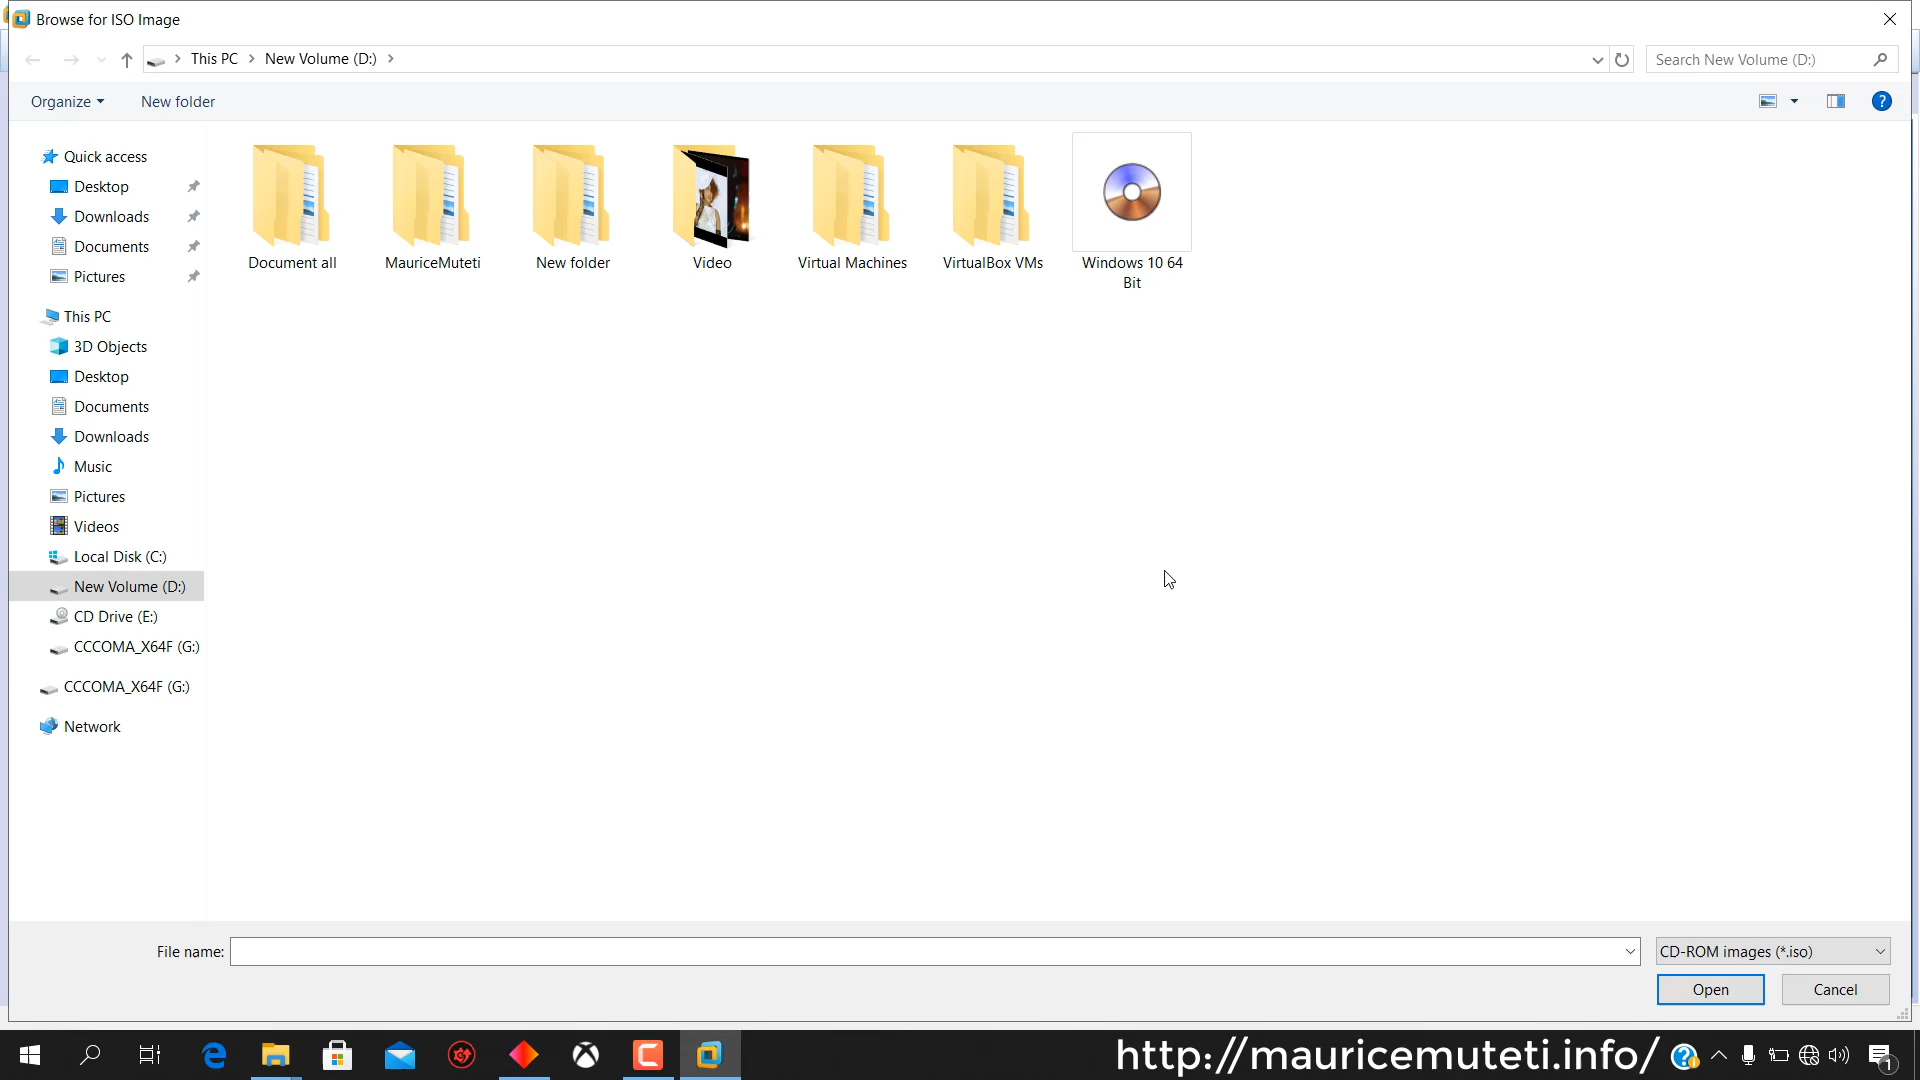 Browse for ISO Image
This PC
New Volume (D:)
Search New Volume (D:)
Organize
New folder
?
Quick access
Desktop
Downloads
Documents
Pictures
This PC
3D Objects
Desktop
Documents
Downloads
Music
Pictures
Videos
Local Disk (C:)
New Volume (D:)
CD Drive (E:)
CCCOMA_X64F (G:)
CCCOMA_X64F (G:)
Network
Document all
MauriceMuteti
New folder
Video
Virtual Machines
VirtualBox VMs
Windows 10 64
Bit
File name:
CD-ROM images (*.iso)
Open
Cancel
http://mauricemuteti.info/
1